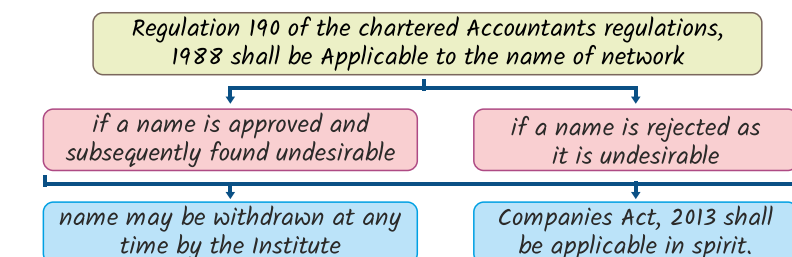 Regulation 190 of the chartered Accountants regulations,
1988 shall be Applicable to the name of network
if a name is approved and
subsequently found undesirable
if a name is rejected as
it is undesirable
name may be withdrawn at any
time by the Institute
Companies Act, 2013 shall
be applicable in spirit.